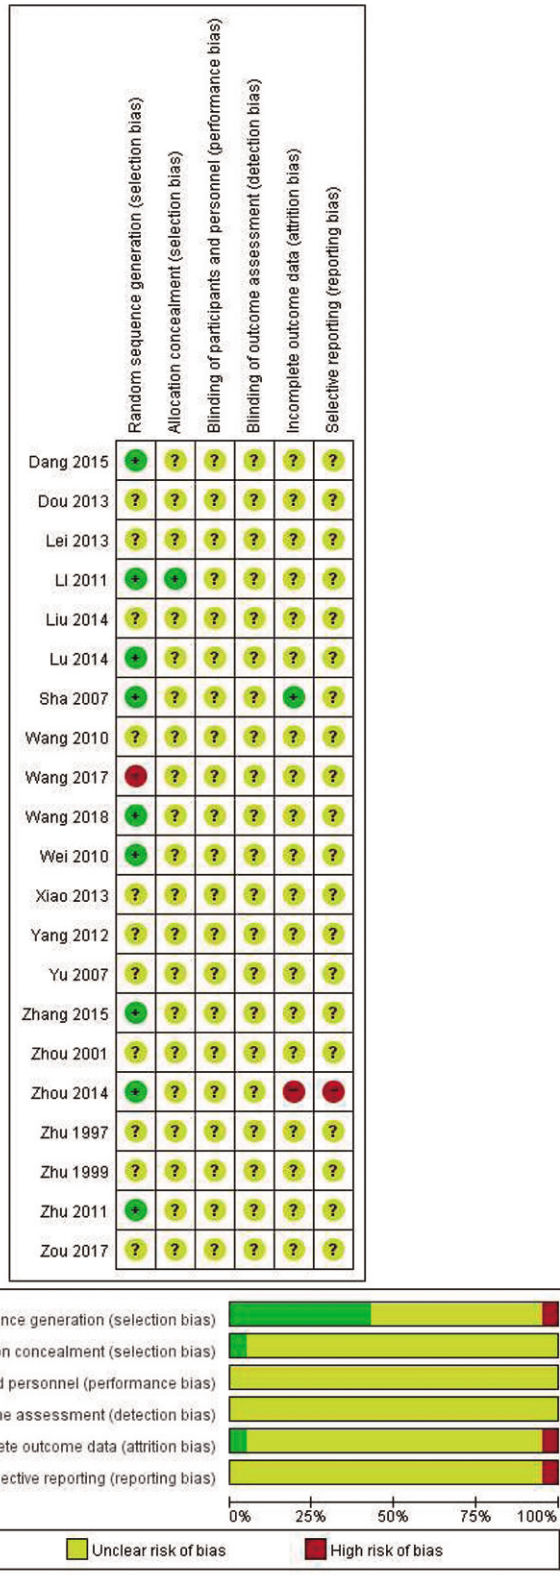 Random sequence generation (selection bias)
Allocation concealment (selection bias)
Blinding of participants and personnel (performance bias)
Blinding of outcome assessment (detection bias)
Incomplete outcome data (attrition bias)
Selective reporting (reporting bias)
Dang 2015 + ? ? ? ? ?
Dou 2013 ? ? ? ? ? ?
Lei 2013 ? ? ? ? ? ?
LI 2011 + + ? ? ? ?
Liu 2014 ? ? ? ? ? ?
Lu 2014 + ? ? ? ? ?
Sha 2007 + ? ? ? + ?
Wang 2010 ? ? ? ? ? ?
Wang 2017 - ? ? ? ? ?
Wang 2018 + ? ? ? ? ?
Wei 2010 + ? ? ? ? ?
Xiao 2013 ? ? ? ? ? ?
Yang 2012 ? ? ? ? ? ?
Yu 2007 ? ? ? ? ? ?
Zhang 2015 + ? ? ? ? ?
Zhou 2001 ? ? ? ? ? ?
Zhou 2014 + ? ? ? - -
Zhu 1997 ? ? ? ? ? ?
Zhu 1999 ? ? ? ? ? ?
Zhu 2011 + ? ? ? ? ?
Zou 2017 ? ? ? ? ? ?
nce generation (selection bias)
n concealment (selection bias)
d personnel (performance bias)
ne assessment (detection bias)
ete outcome data (attrition bias)
ective reporting (reporting bias)
0% 25% 50% 75% 100%
Unclear risk of bias High risk of bias